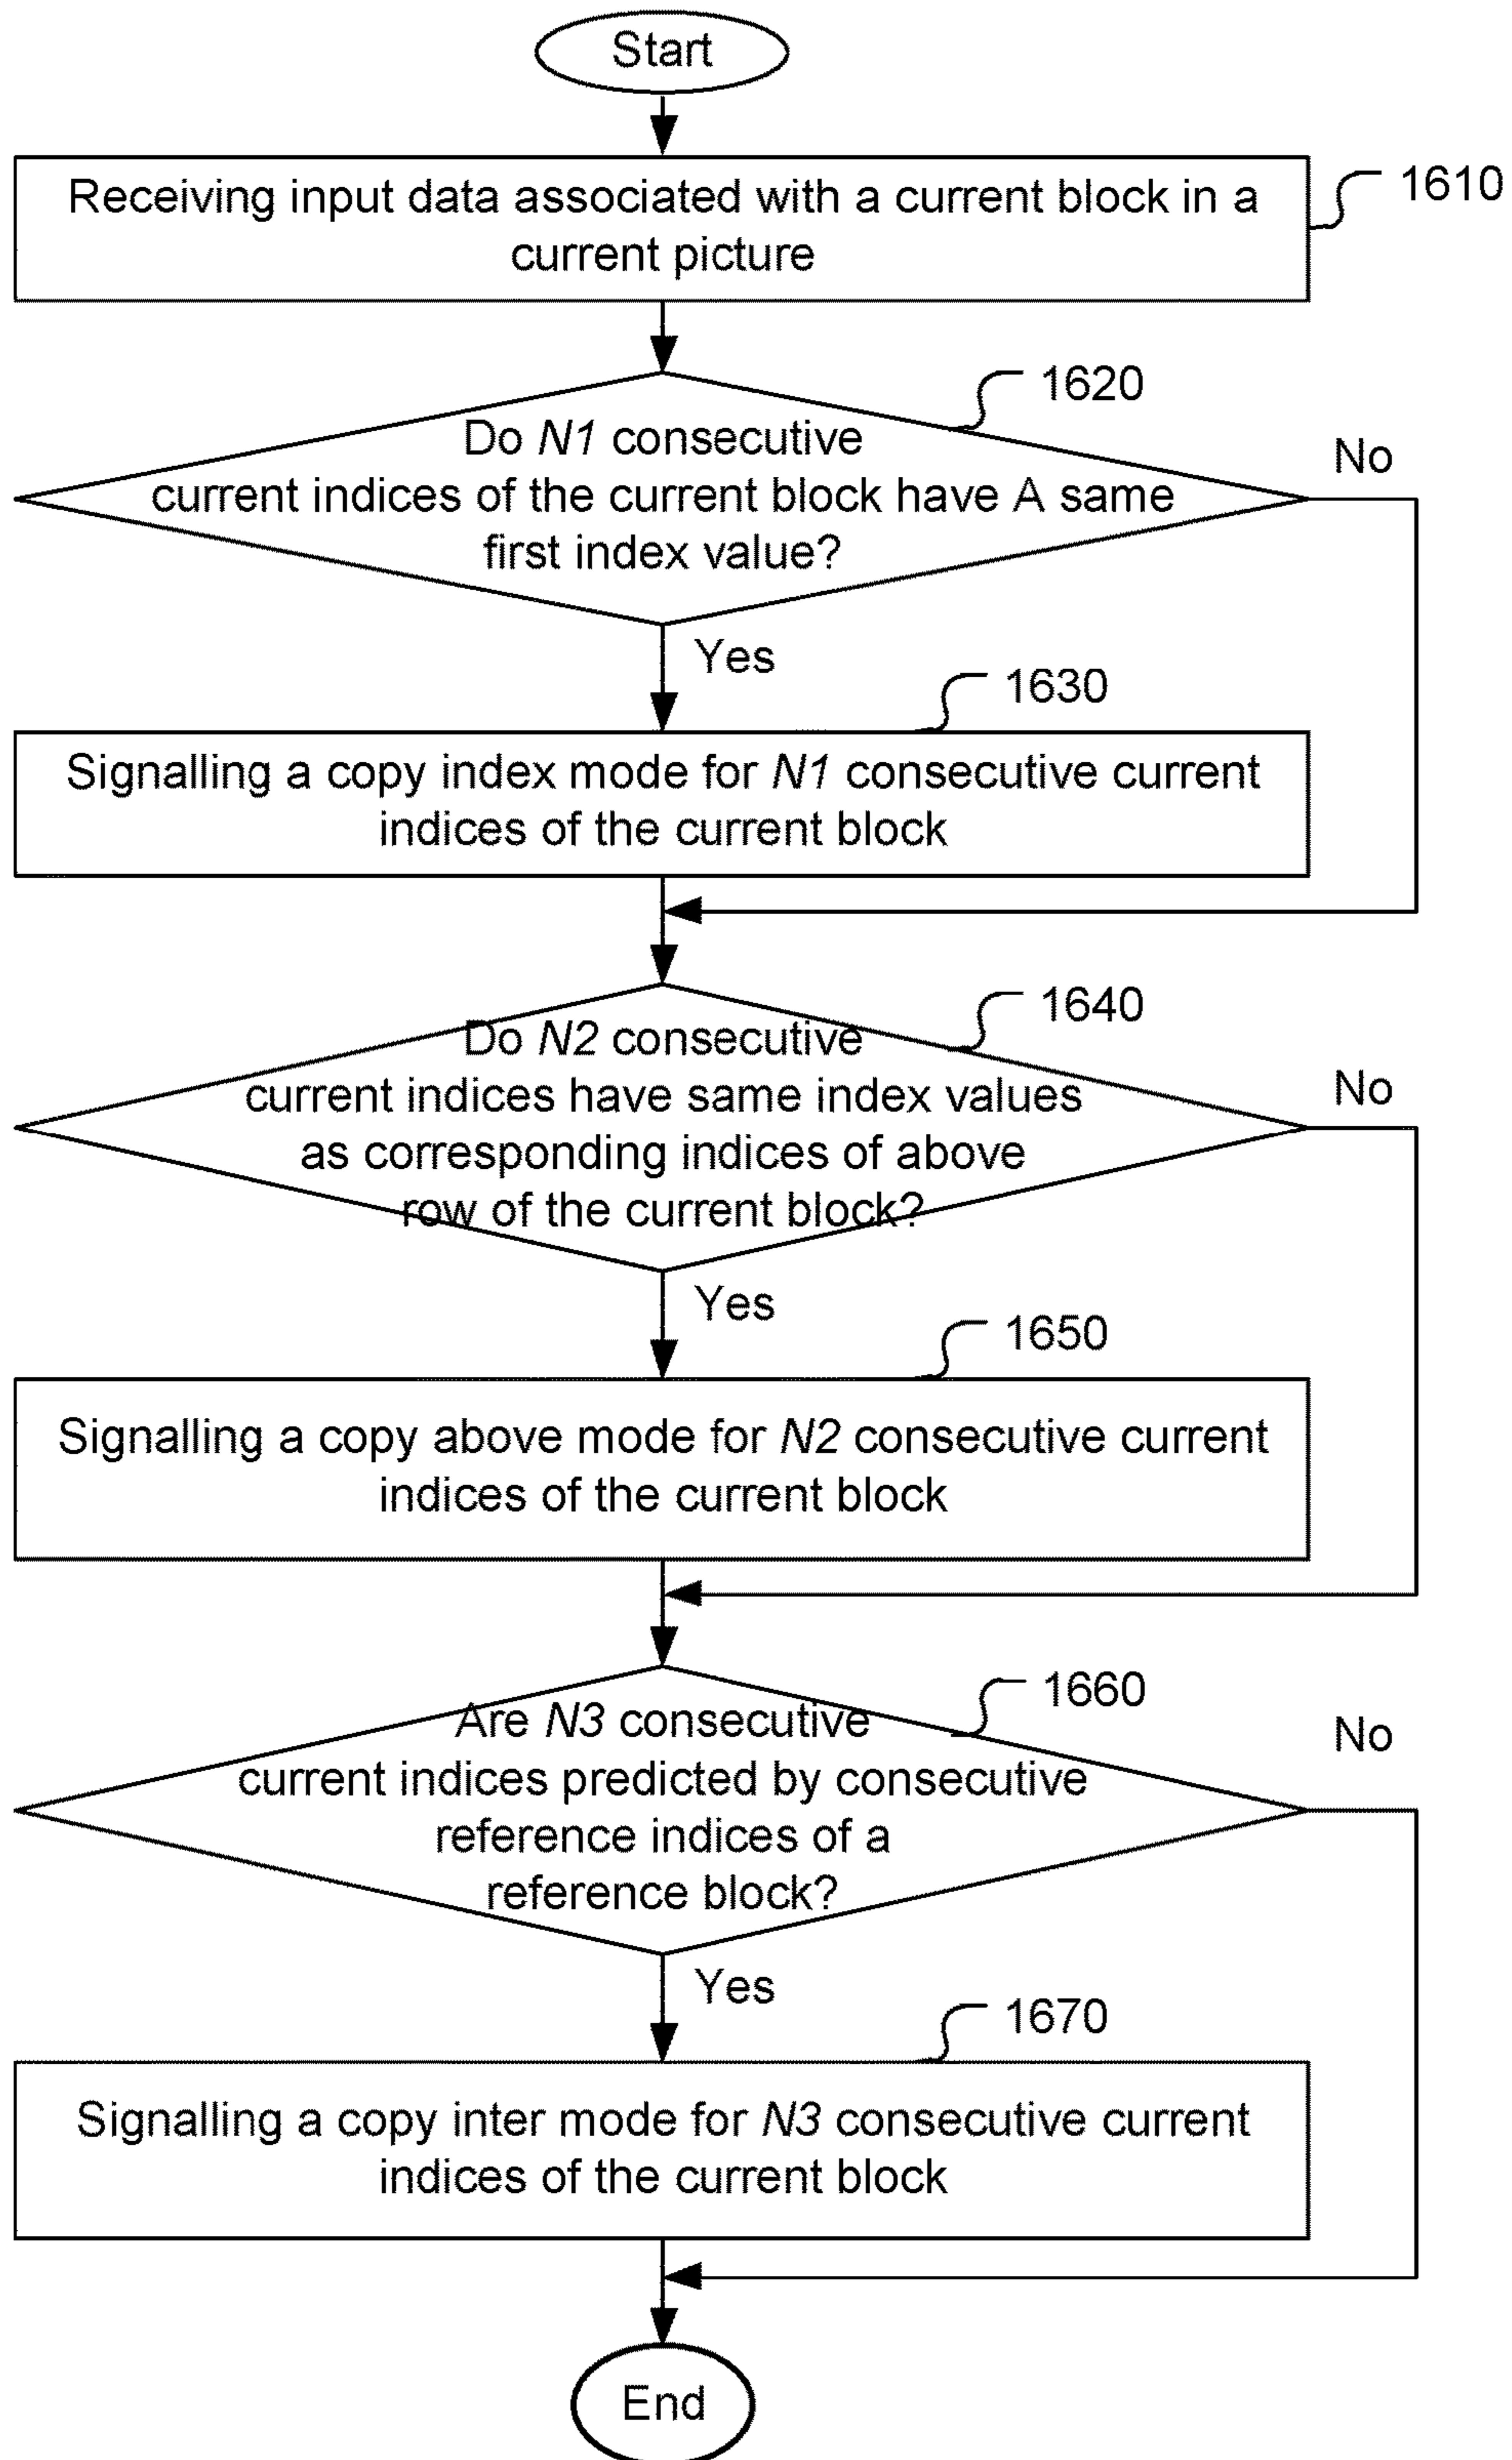 Start
Receiving input data associated with a current block in a
current picture
1610
1620
Do N1 consecutive
current indices of the current block have A same
first index value?
No
Yes
1630
Signalling a copy index mode for N1 consecutive current
indices of the current block
1640
Do N2 consecutive
current indices have same index values
as corresponding indices of above
row of the current block?
No
Yes
1650
Signalling a copy above mode for N2 consecutive current
indices of the current block
1660
Are N3 consecutive
current indices predicted by consecutive
reference indices of a
reference block?
No
Yes
1670
Signalling a copy inter mode for N3 consecutive current
indices of the current block
End